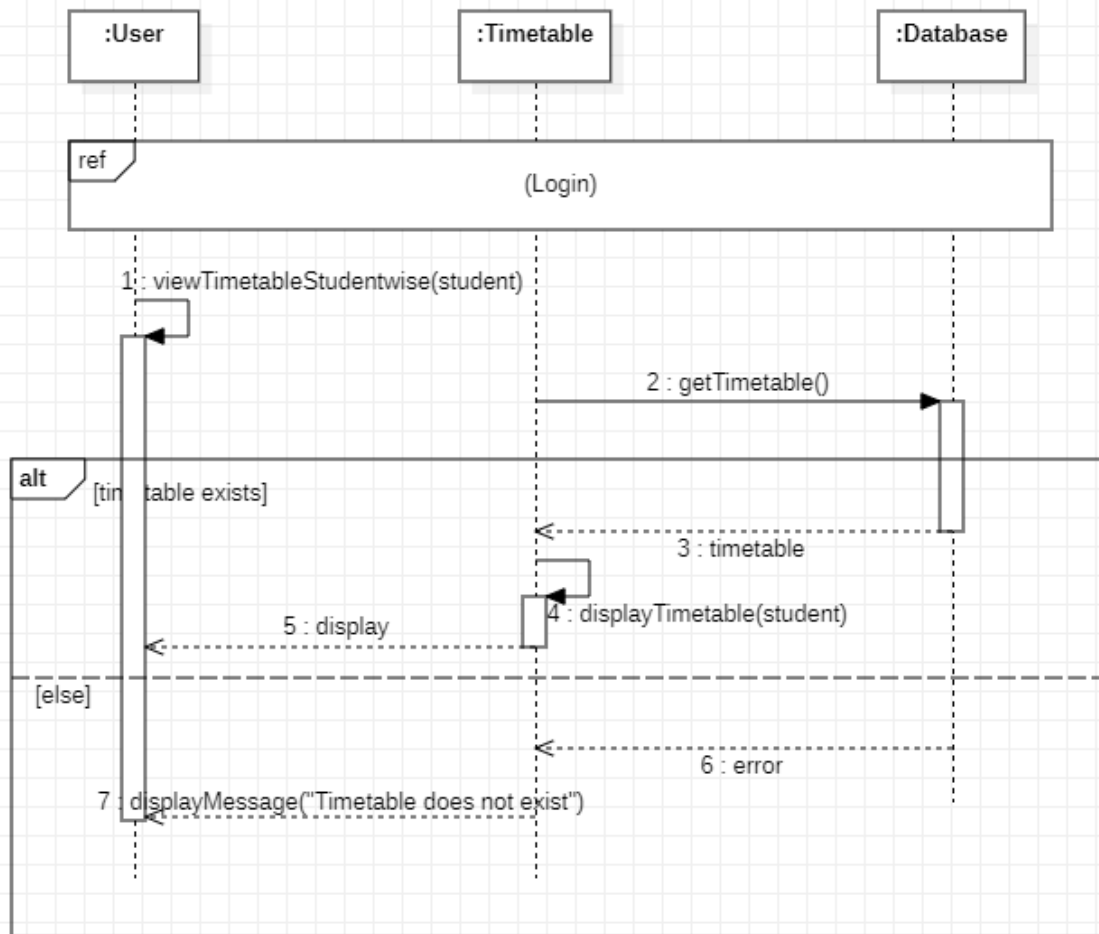 :User
:Timetable
:Database
ref
(Login)
1 : viewTimetableStudentwise(student)
2 : getTimetable()
alt
[timetable exists]
3 : timetable
4 : displayTimetable(student)
5 : display
[else]
6 : error
7 : displayMessage("Timetable does not exist")